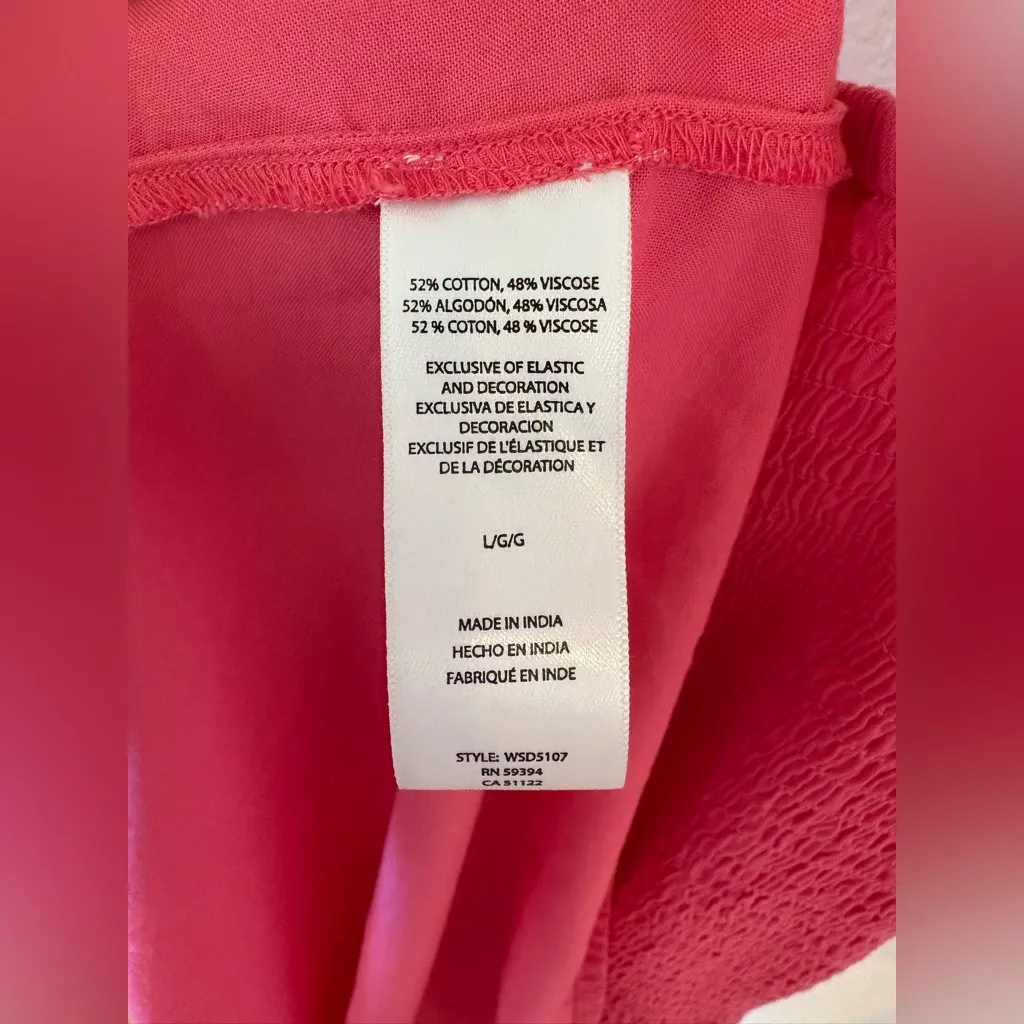 52% COTTON, 48% VISCOSE
52% ALGODÓN, 48% VISCOSA
52 % COTON, 48 % VISCOSE
EXCLUSIVE OF ELASTIC
AND DECORATION
EXCLUSIVA DE ELASTICA Y
DECORACION
EXCLUSIF DE L'ÉLASTIQUE ET
DE LA DÉCORATION
L/G/G
MADE IN INDIA
HECHO EN INDIA
FABRIQUÉ EN INDE
STYLE: WSD5107
RN 59394
CA 51122